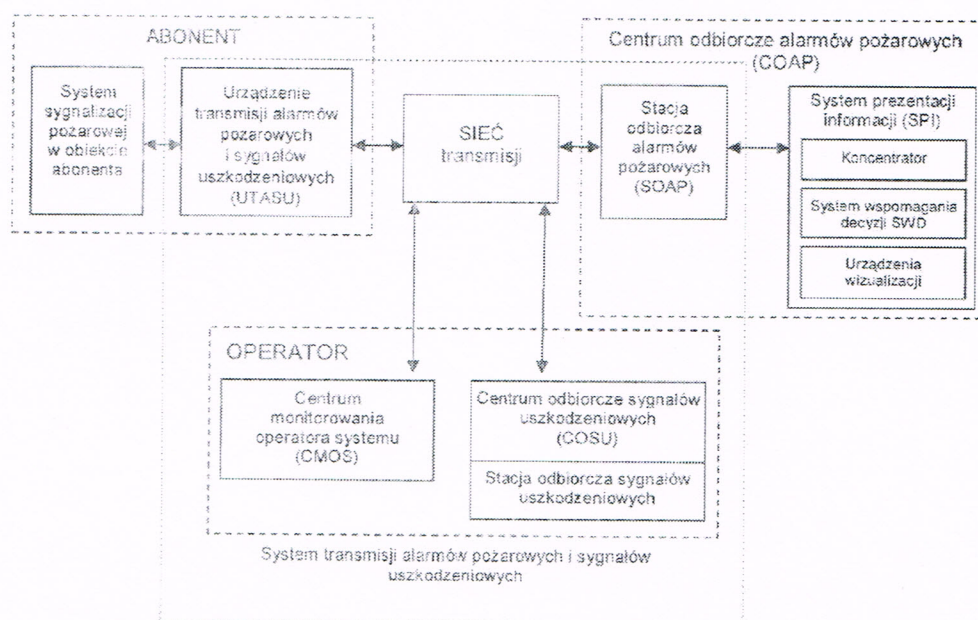 ABONENT
System
sygnalizacji
pożarowej
w obiekcie
abonenta
Urządzenie
transmisji alarmów
pożarowych
i sygnałów
uszkodzeniowych
(UTASU)
SIEĆ
transmisji
Centrum odbiorcze alarmów pożarowych
(COAP)
Stacja
odbiorcza
alarmów
pożarowych
(SOAP)
System prezentacji
informacji (SPI)
Koncentrator
System wspomagania
decyzji SWD
Urządzenia
wizualizacji
OPERATOR
Centrum
monitorowania
operatora systemu
(CMOS)
Centrum odbiorcze sygnałów
uszkodzeniowych
(COSU)
Stacja odbiorcza sygnałów
uszkodzeniowych
System transmisji alarmów pożarowych i sygnałów
uszkodzeniowych